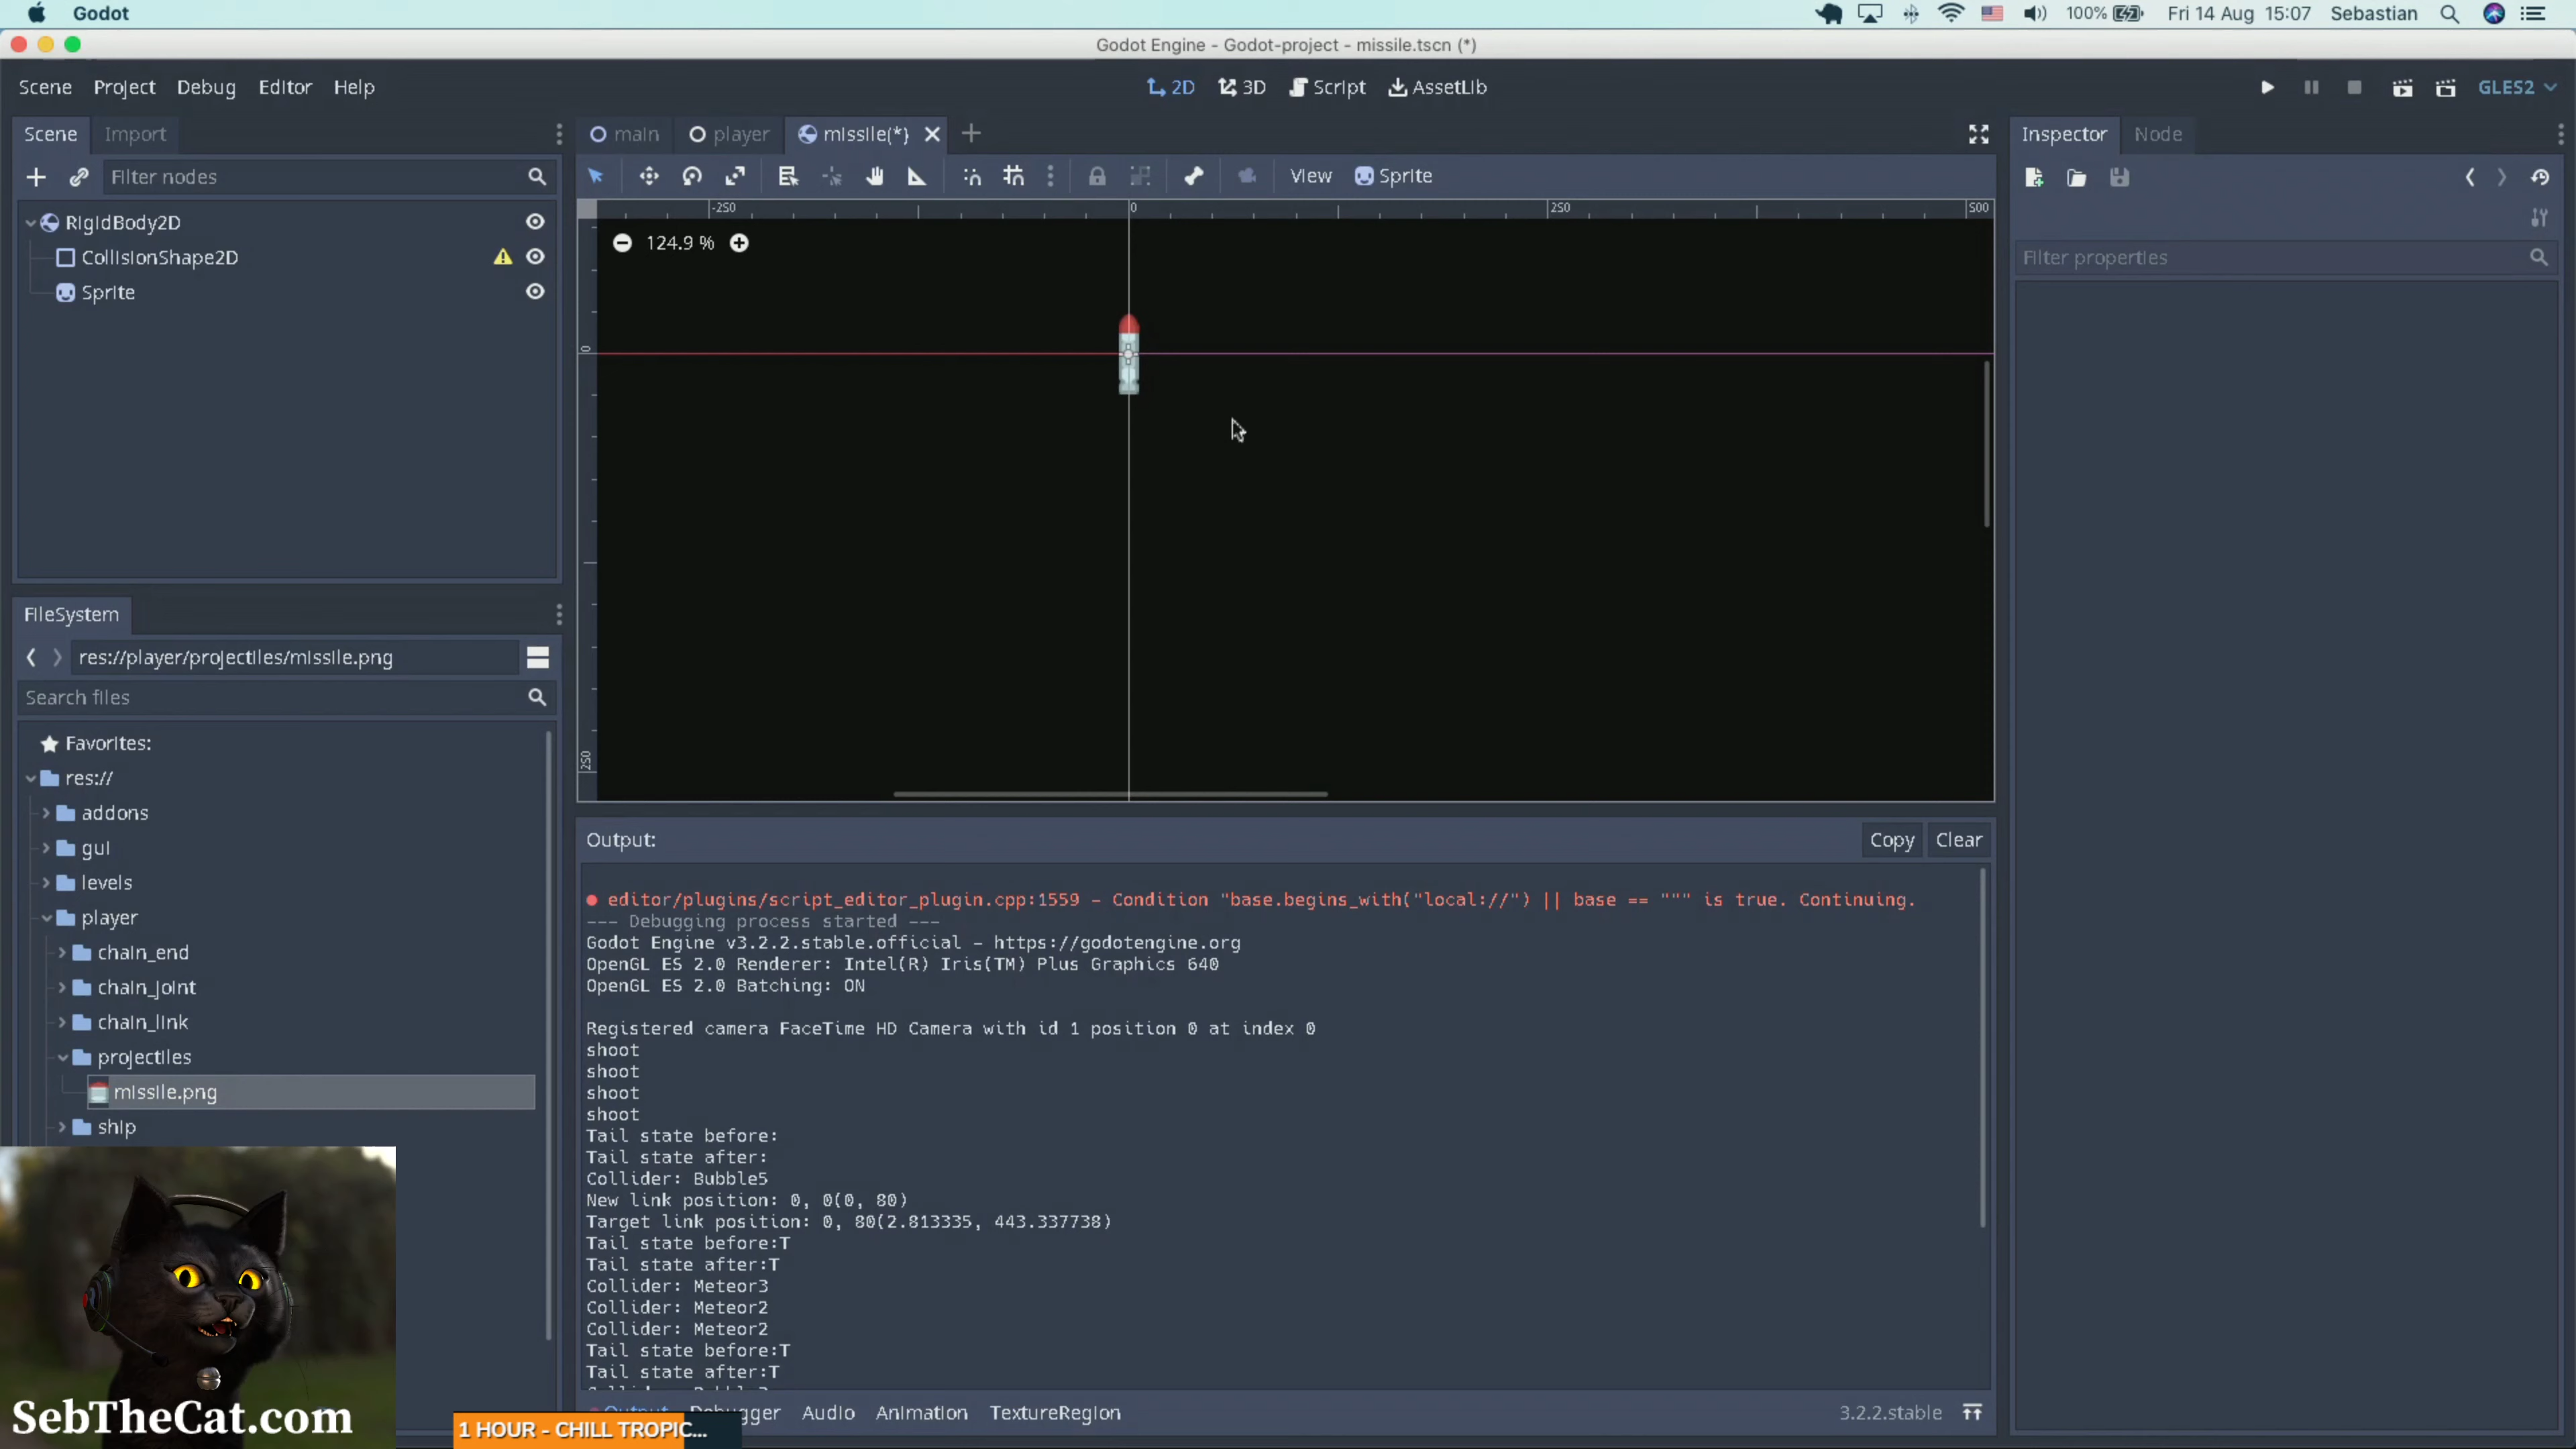 Godot
100%
Fri 14 Aug 15:07
Sebastian
Godot Engine - Godot-project - missile.tscn (*)
Scene Project Debug Editor Help
2D 3D Script AssetLib
GLES2
Scene Import
main player missile(*)
Inspector Node
Filter nodes
View Sprite
RigidBody2D
CollisionShape2D
Sprite
-250 0 250 500
124.9 %
0
250
Filter properties
FileSystem
res://player/projectiles/missile.png
Search files
Favorites:
res://
addons
gui
levels
player
chain_end
chain_joint
chain_link
projectiles
missile.png
ship
Output:
Copy Clear
editor/plugins/script_editor_plugin.cpp:1559 - Condition "base.begins_with("local://") || base == """ is true. Continuing.
--- Debugging process started ---
Godot Engine v3.2.2.stable.official - https://godotengine.org
OpenGL ES 2.0 Renderer: Intel(R) Iris(TM) Plus Graphics 640
OpenGL ES 2.0 Batching: ON
Registered camera FaceTime HD Camera with id 1 position 0 at index 0
shoot
shoot
shoot
shoot
Tail state before:
Tail state after:
Collider: Bubble5
New link position: 0, 0(0, 80)
Target link position: 0, 80(2.813335, 443.337738)
Tail state before:T
Tail state after:T
Collider: Meteor3
Collider: Meteor2
Collider: Meteor2
Tail state before:T
Tail state after:T
Output Debugger Audio Animation TextureRegion
3.2.2.stable
SebTheCat.com
1 HOUR - CHILL TROPIC...